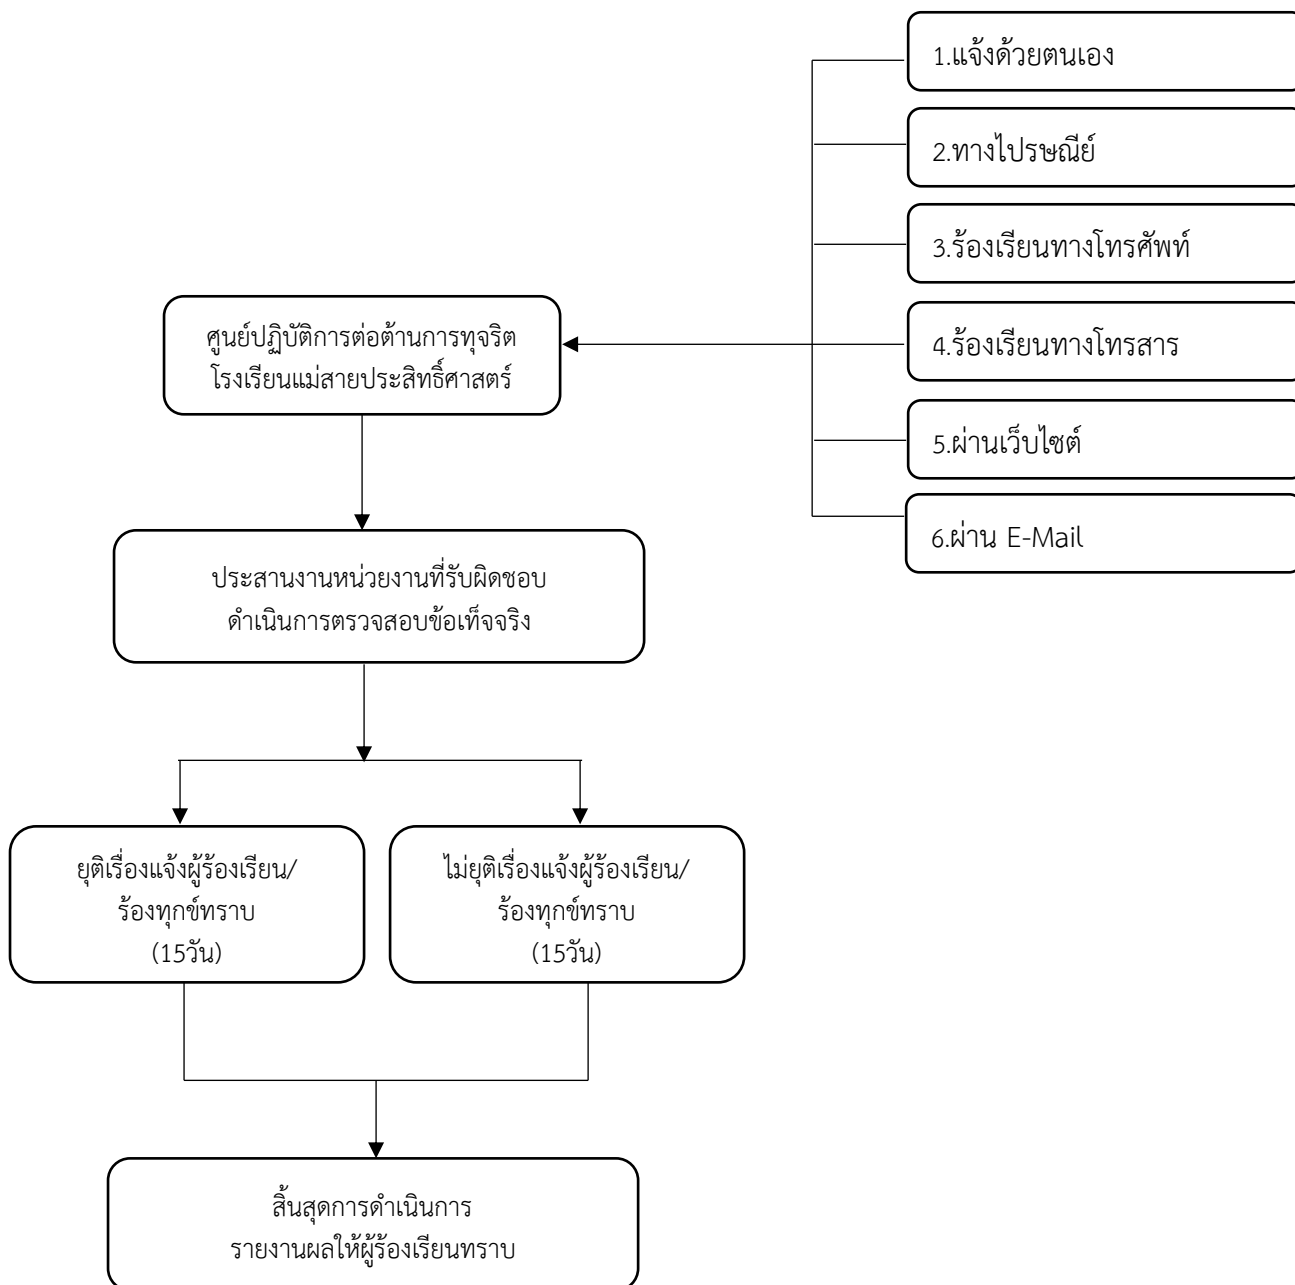 1.แจ้งด้วยตนเอง
2.ทางไปรษณีย์
3.ร้องเรียนทางโทรศัพท์
4.ร้องเรียนทางโทรสาร
5.ผ่านเว็บไซต์
6.ผ่าน E-Mail
ศูนย์ปฏิบัติการต่อต้านการทุจริต
โรงเรียนแม่สายประสิทธิ์ศาสตร์
ประสานงานหน่วยงานที่รับผิดชอบ
ดำเนินการตรวจสอบข้อเท็จจริง
ยุติเรื่องแจ้งผู้ร้องเรียน/
ร้องทุกข์ทราบ
(15วัน)
ไม่ยุติเรื่องแจ้งผู้ร้องเรียน/
ร้องทุกข์ทราบ
(15วัน)
สิ้นสุดการดำเนินการ
รายงานผลให้ผู้ร้องเรียนทราบ